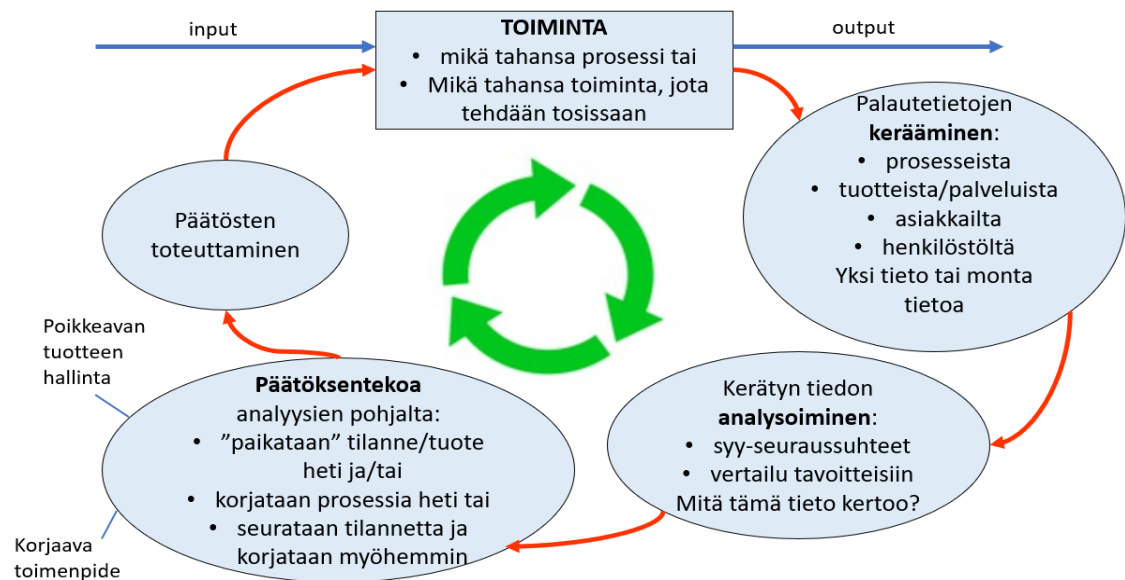 input
TOIMINTA
• mikä tahansa prosessi tai
• Mikä tahansa toiminta, jota
tehdään tosissaan
output
Palautetietojen
kerääminen:
• prosesseista
• tuotteista/palveluista
• asiakkailta
• henkilöstöltä
Yksi tieto tai monta
tietoa
Kerätyn tiedon
analysoiminen:
• syy-seuraussuhteet
• vertailu tavoitteisiin
Mitä tämä tieto kertoo?
Päätöksentekoa
analyysien pohjalta:
• ”paikataan” tilanne/tuote
heti ja/tai
• korjataan prosessia heti tai
• seurataan tilannetta ja
korjataan myöhemmin
Poikkeavan
tuotteen
hallinta
Korjaava
toimenpide
Päätösten
toteuttaminen